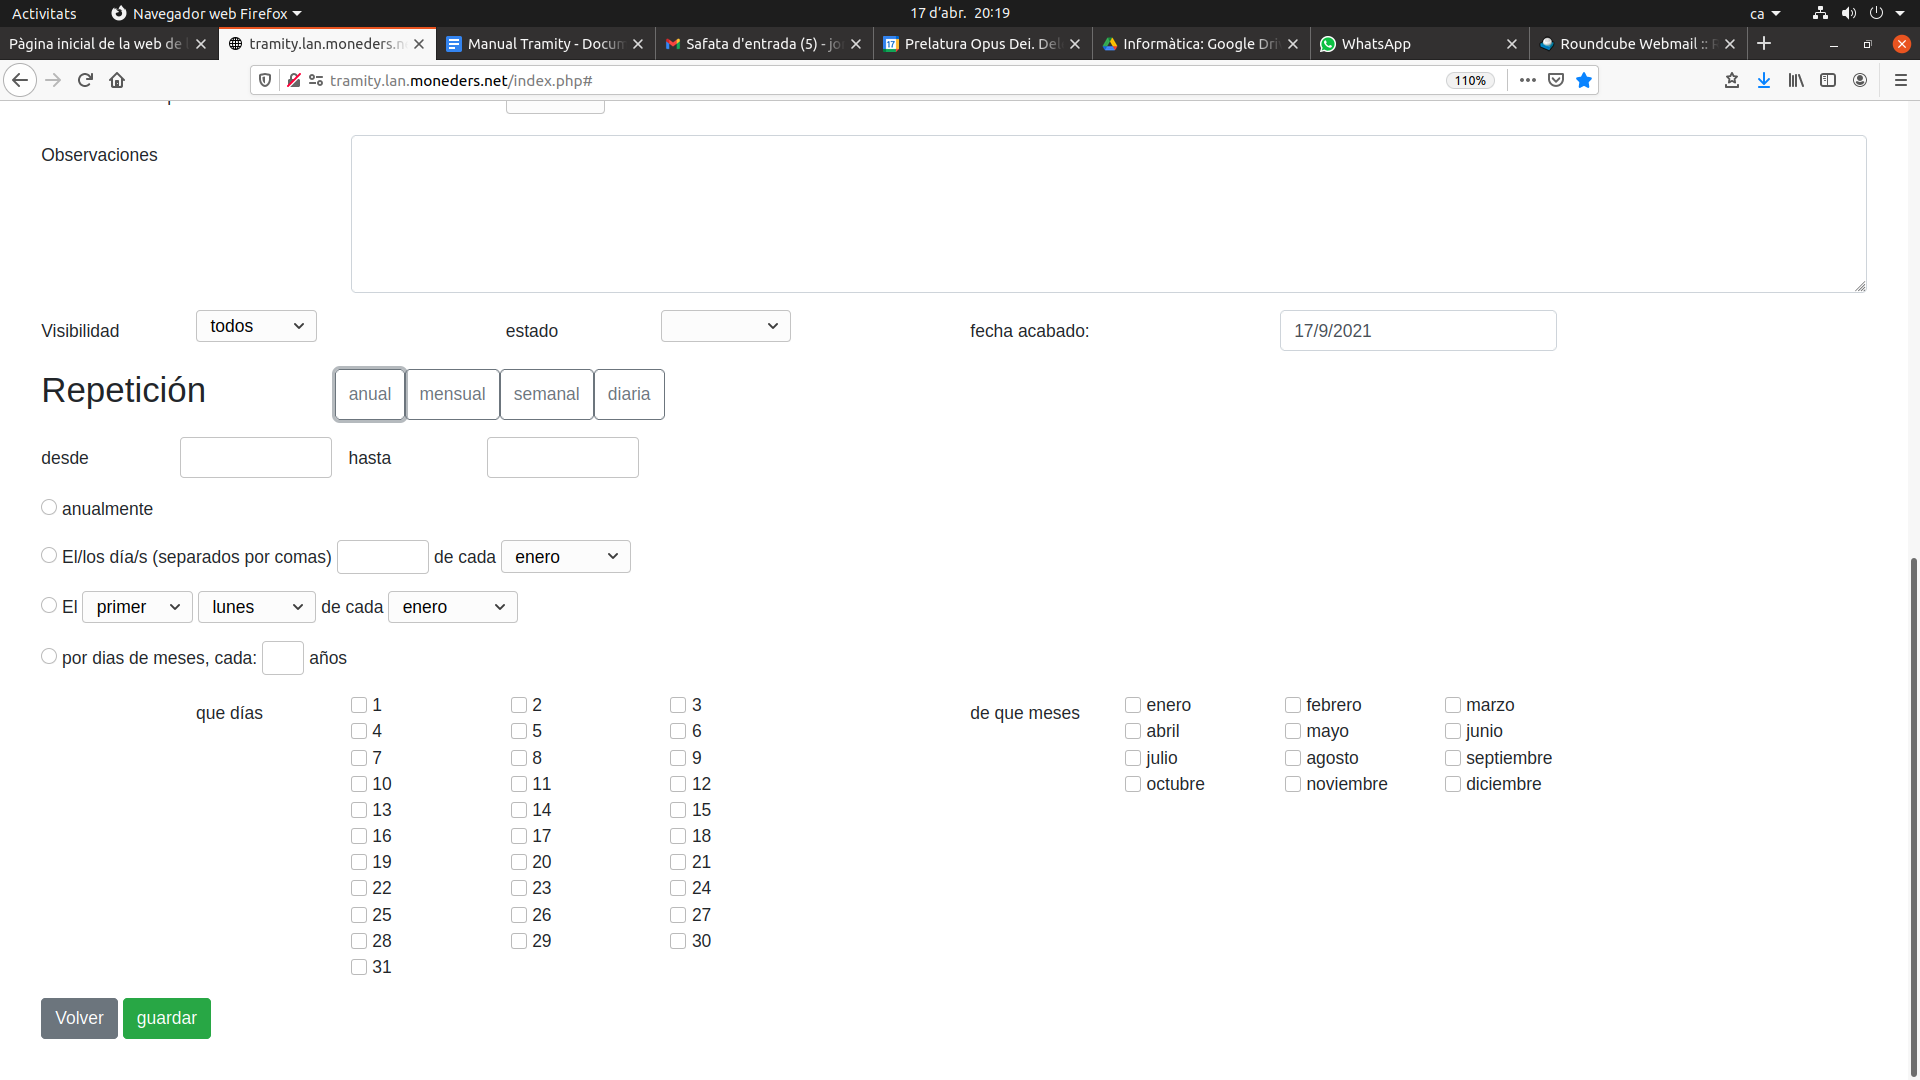 Activitats Navegador web Firefox 17 d'abr. 20:19 ca
Pàgina inicial de la web de tramity.lan.moneders.n Manual Tramity - Docum Safata d'entrada (5) - jo Prelatura Opus Dei. Del Informàtica: Google Dri WhatsApp Roundcube Webmail :: R
tramity.lan.moneders.net/index.php# 110%
Observaciones
Visibilidad todos estado fecha acabado: 17/9/2021
Repetición anual mensual semanal diaria
desde hasta
anualmente
El/los día/s (separados por comas) de cada enero
El primer lunes de cada enero
por dias de meses, cada: años
que días 1 2 3 de que meses enero febrero marzo
4 5 6 abril mayo junio
7 8 9 julio agosto septiembre
10 11 12 octubre noviembre diciembre
13 14 15
16 17 18
19 20 21
22 23 24
25 26 27
28 29 30
31
Volver guardar